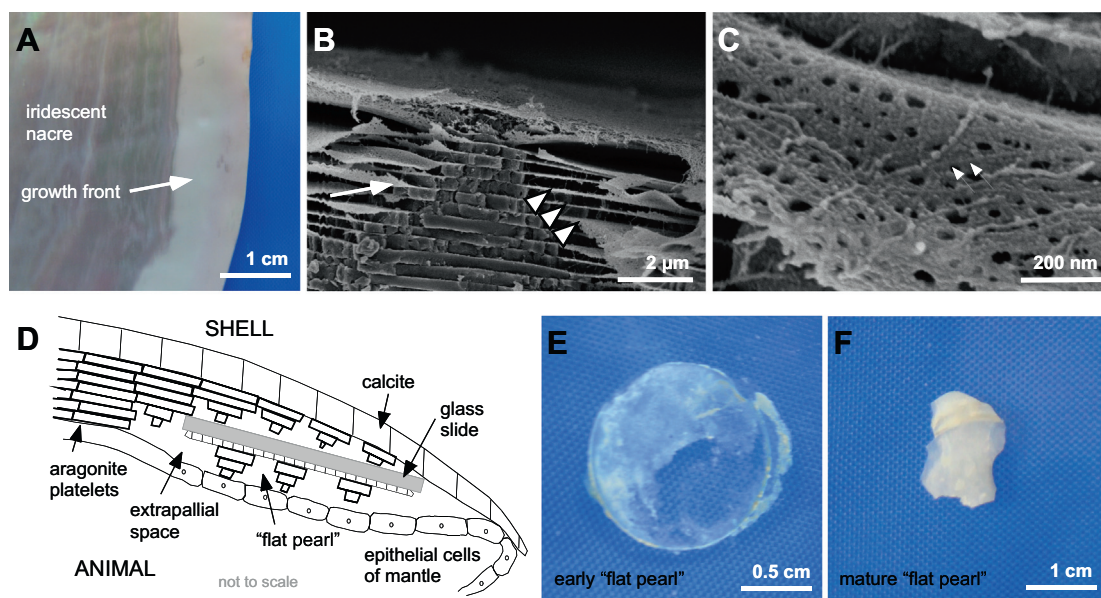 A
iridescent
nacre
growth front
1 cm
B
2 µm
C
200 nm
D
SHELL
calcite
glass
slide
aragonite
platelets
extrapallial
space
"flat pearl"
epithelial cells
of mantle
ANIMAL
not to scale
E
early "flat pearl"
0.5 cm
F
mature "flat pearl"
1 cm